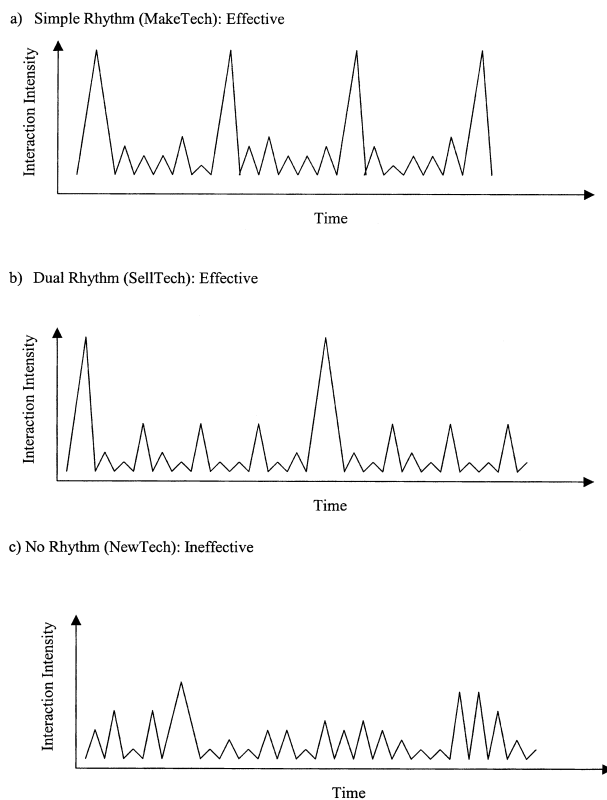 a) Simple Rhythm (MakeTech): Effective
Interaction Intensity
Time
b) Dual Rhythm (SellTech): Effective
Interaction Intensity
Time
c) No Rhythm (NewTech): Ineffective
Interaction Intensity
Time